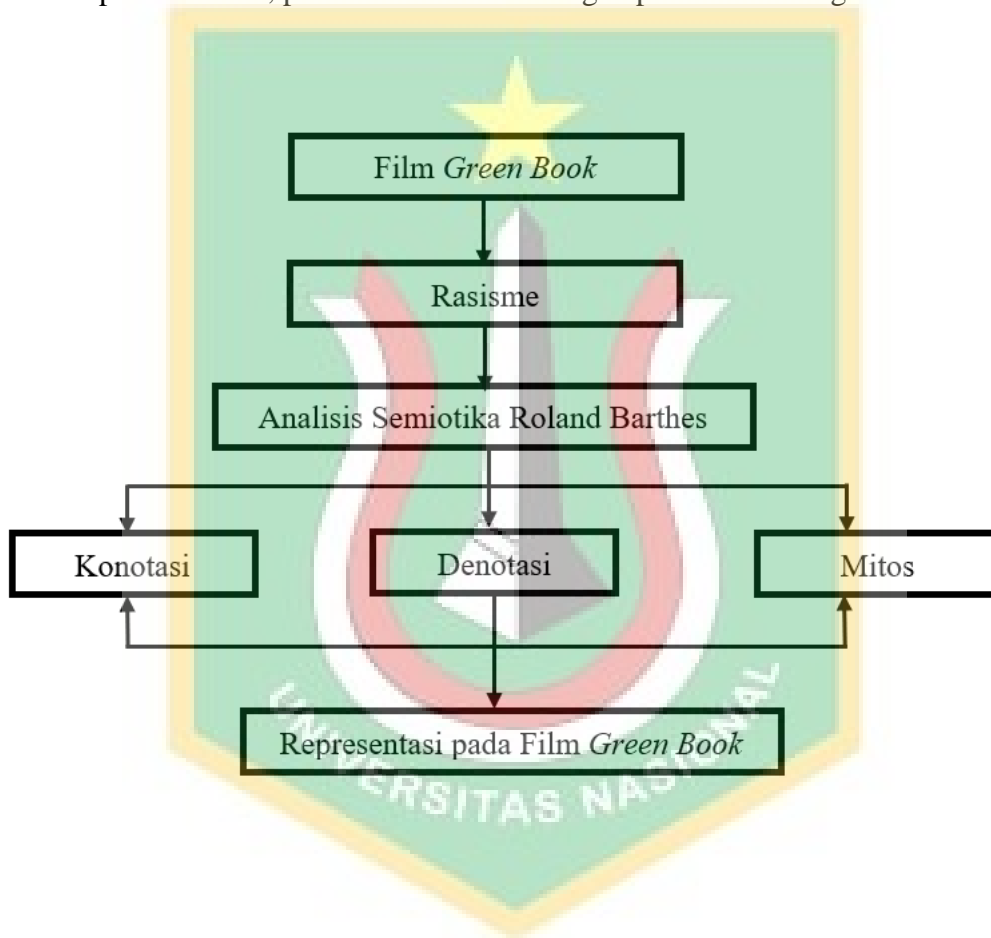 Film Green Book
Rasisme
Analisis Semiotika Roland Barthes
Konotasi Denotasi Mitos
Representasi pada Film Green Book
UNIVERSITAS NASIONAL